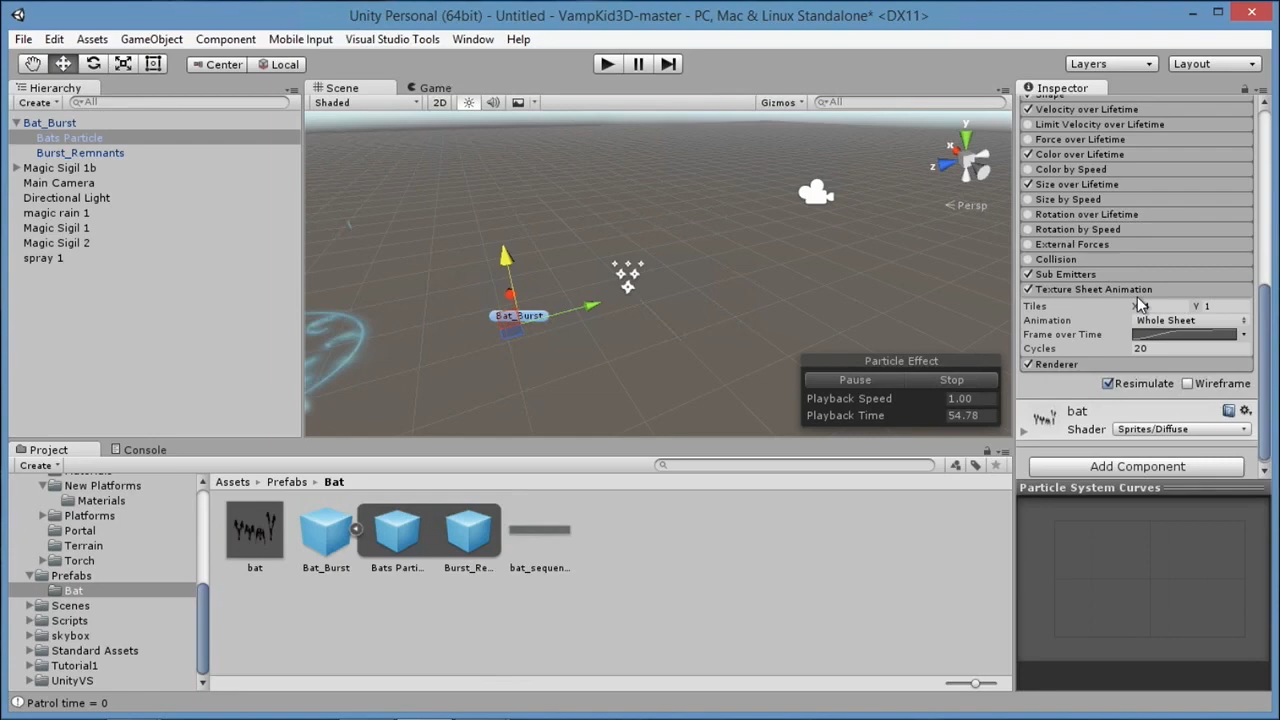 Unity Personal (64bit) - Untitled - VampKid3D-master - PC, Mac & Linux Standalone* <DX11>
File Edit Assets GameObject Component Mobile Input Visual Studio Tools Window Help
Center Local Layers Layout
Hierarchy
Create All
Bat_Burst
Bats Particle
Burst_Remnants
Magic Sigil 1b
Main Camera
Directional Light
magic rain 1
Magic Sigil 1
Magic Sigil 2
spray 1
Scene Game
Shaded 2D Gizmos All
y
x
z
Persp
Bat_Burst
Particle Effect
Pause Stop
Playback Speed 1.00
Playback Time 54.78
Inspector
Shape
Velocity over Lifetime
Limit Velocity over Lifetime
Force over Lifetime
Color over Lifetime
Color by Speed
Size over Lifetime
Size by Speed
Rotation over Lifetime
Rotation by Speed
External Forces
Collision
Sub Emitters
Texture Sheet Animation
Tiles X Y 1
Animation Whole Sheet
Frame over Time
Cycles 20
Renderer
Resimulate Wireframe
bat
Shader Sprites/Diffuse
Add Component
Particle System Curves
Project Console
Create
Materials
New Platforms
Materials
Platforms
Portal
Terrain
Torch
Prefabs
Bat
Scenes
Scripts
skybox
Standard Assets
Tutorial1
UnityVS
Assets Prefabs Bat
bat Bat_Burst Bats Parti... Burst_Re... bat_sequen...
Patrol time = 0